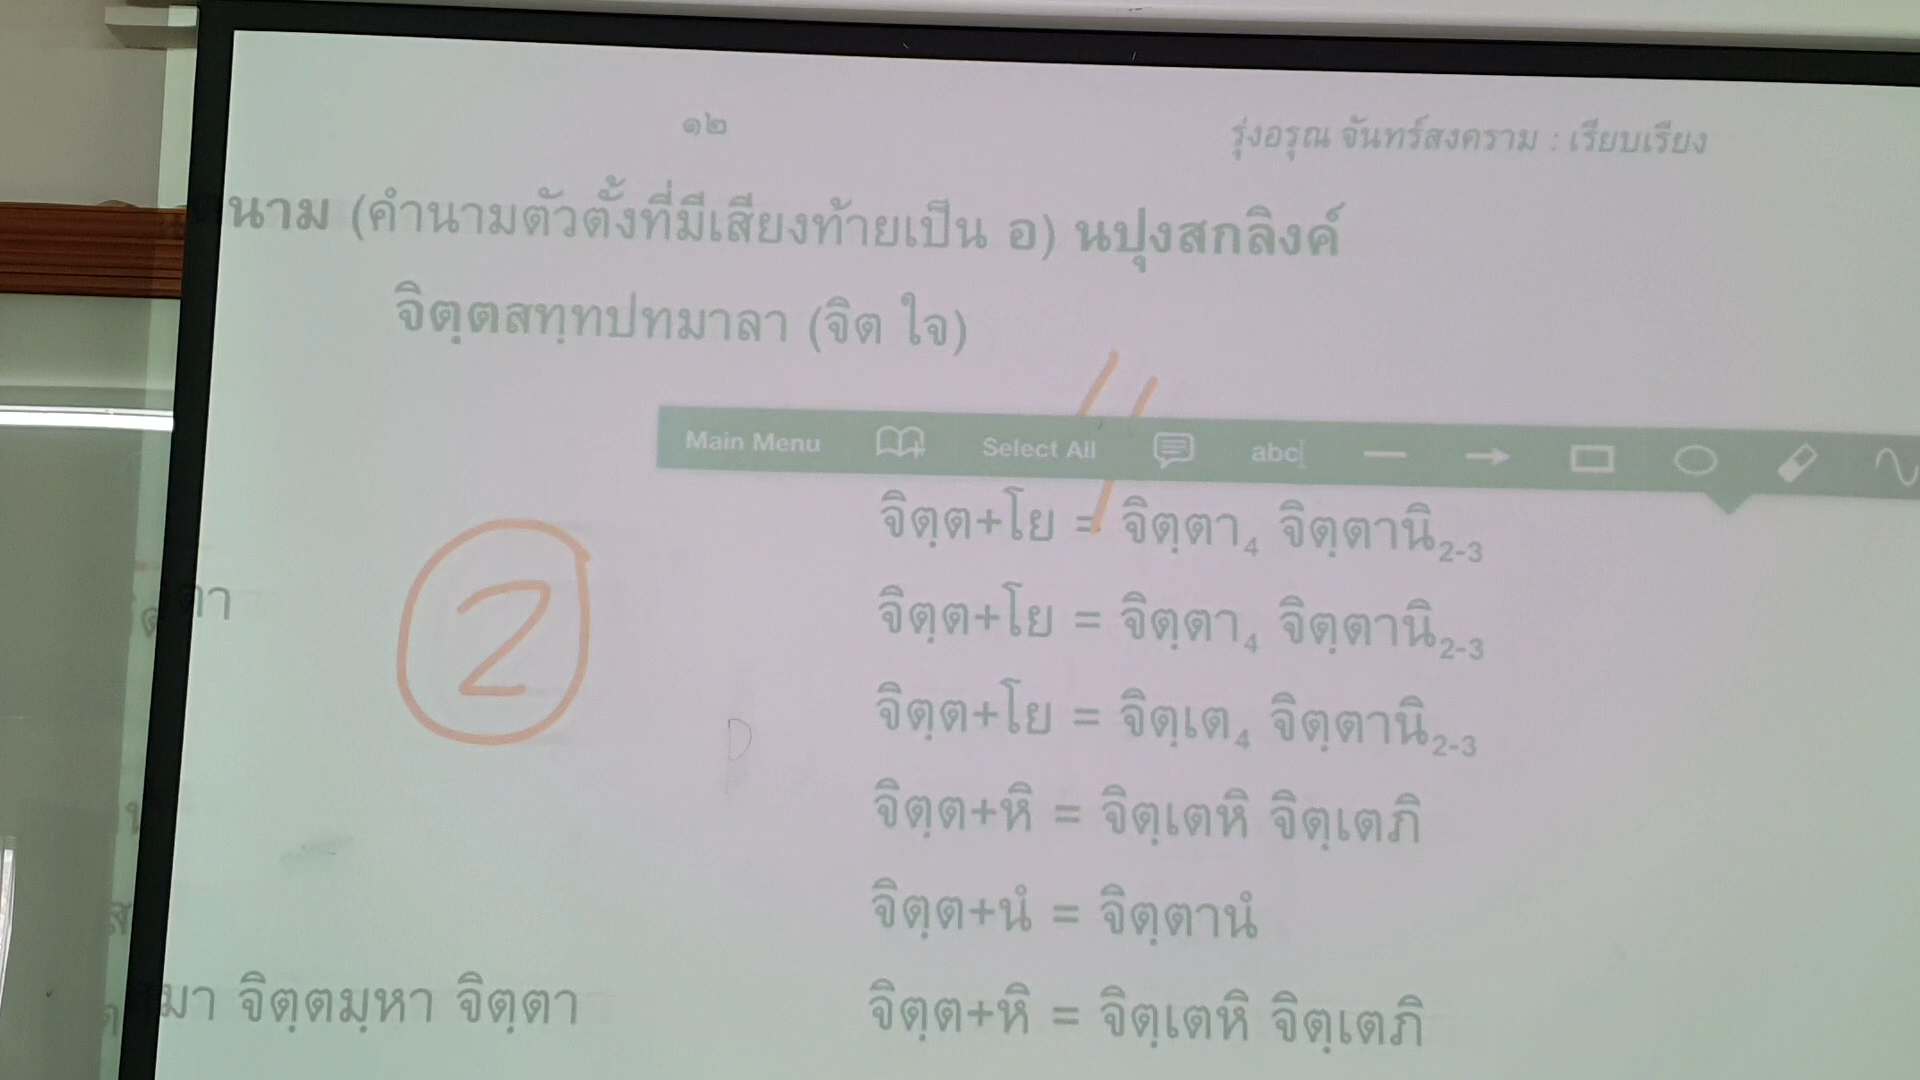 ๑๒
รุ่งอรุณ จันทร์สงคราม : เรียบเรียง
นาม (คำนามตัวตั้งที่มีเสียงท้ายเป็น อ) นปุงสกลิงค์
จิตฺตสทฺทปทมาลา (จิต ใจ)
Main Menu Select All abc
จิตฺต+โย = จิตฺตา4 จิตฺตานิ2-3
2
จิตฺต+โย = จิตฺตา4 จิตฺตานิ2-3
จิตฺต+โย = จิตฺเต4 จิตฺตานิ2-3
จิตฺต+หิ = จิตฺเตหิ จิตฺเตภิ
จิตฺต+นํ = จิตฺตานํ
มา จิตฺตมฺหา จิตฺตา
จิตฺต+หิ = จิตฺเตหิ จิตฺเตภิ